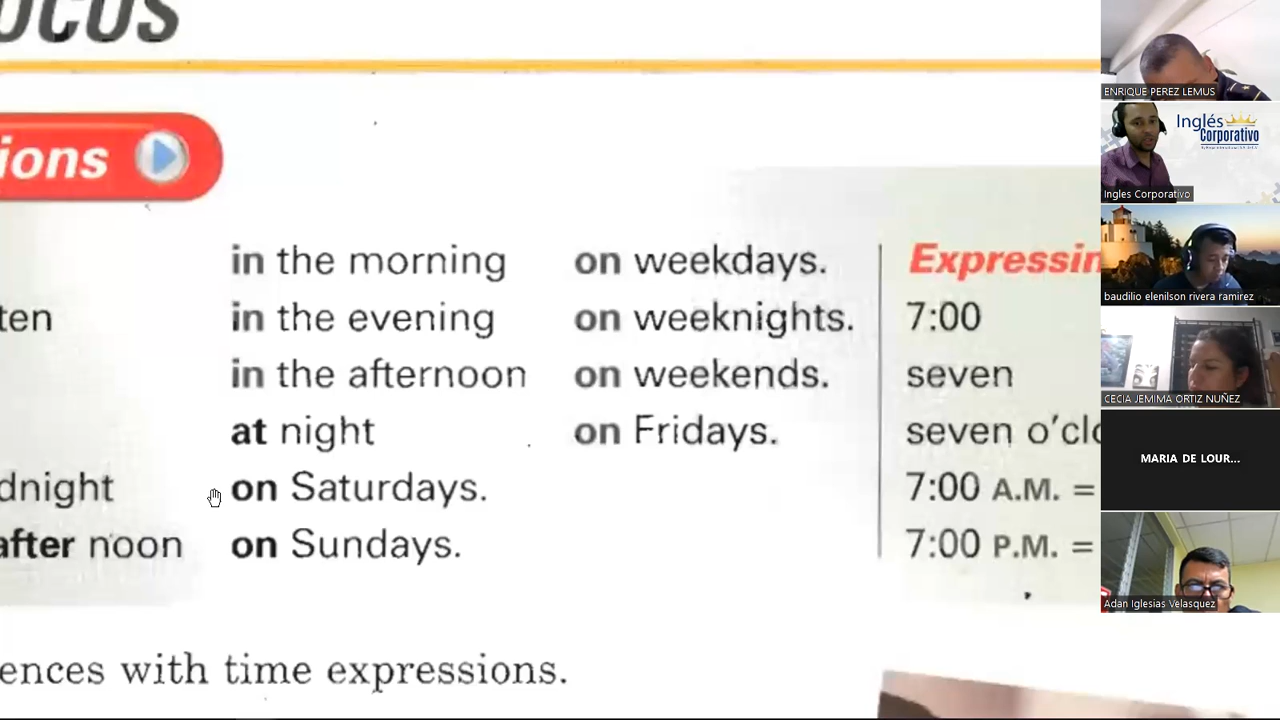 ocus
ions
in the morning on weekdays.
ten in the evening on weeknights.
in the afternoon on weekends.
at night on Fridays.
dnight on Saturdays.
after noon on Sundays.
Expressin
7:00
seven
seven o'clo
7:00 A.M. =
7:00 P.M. =
ences with time expressions.
ENRIQUE PEREZ LEMUS
Inglés
Corporativo
Ingles Corporativo
baudilio elenilson rivera ramirez
CECIA JEMIMA ORTIZ NUÑEZ
MARIA DE LOUR...
Adan Iglesias Velasquez